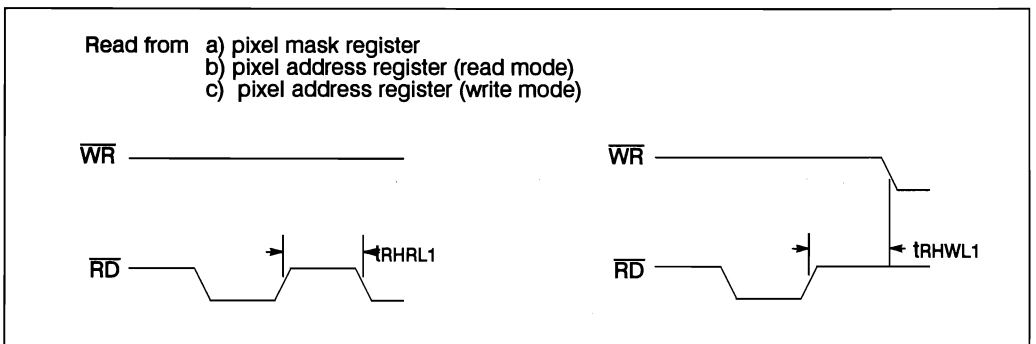 Read from a) pixel mask register
b) pixel address register (read mode)
c) pixel address register (write mode)
WR
WR
tRHRL1
tRHWL1
RD
RD